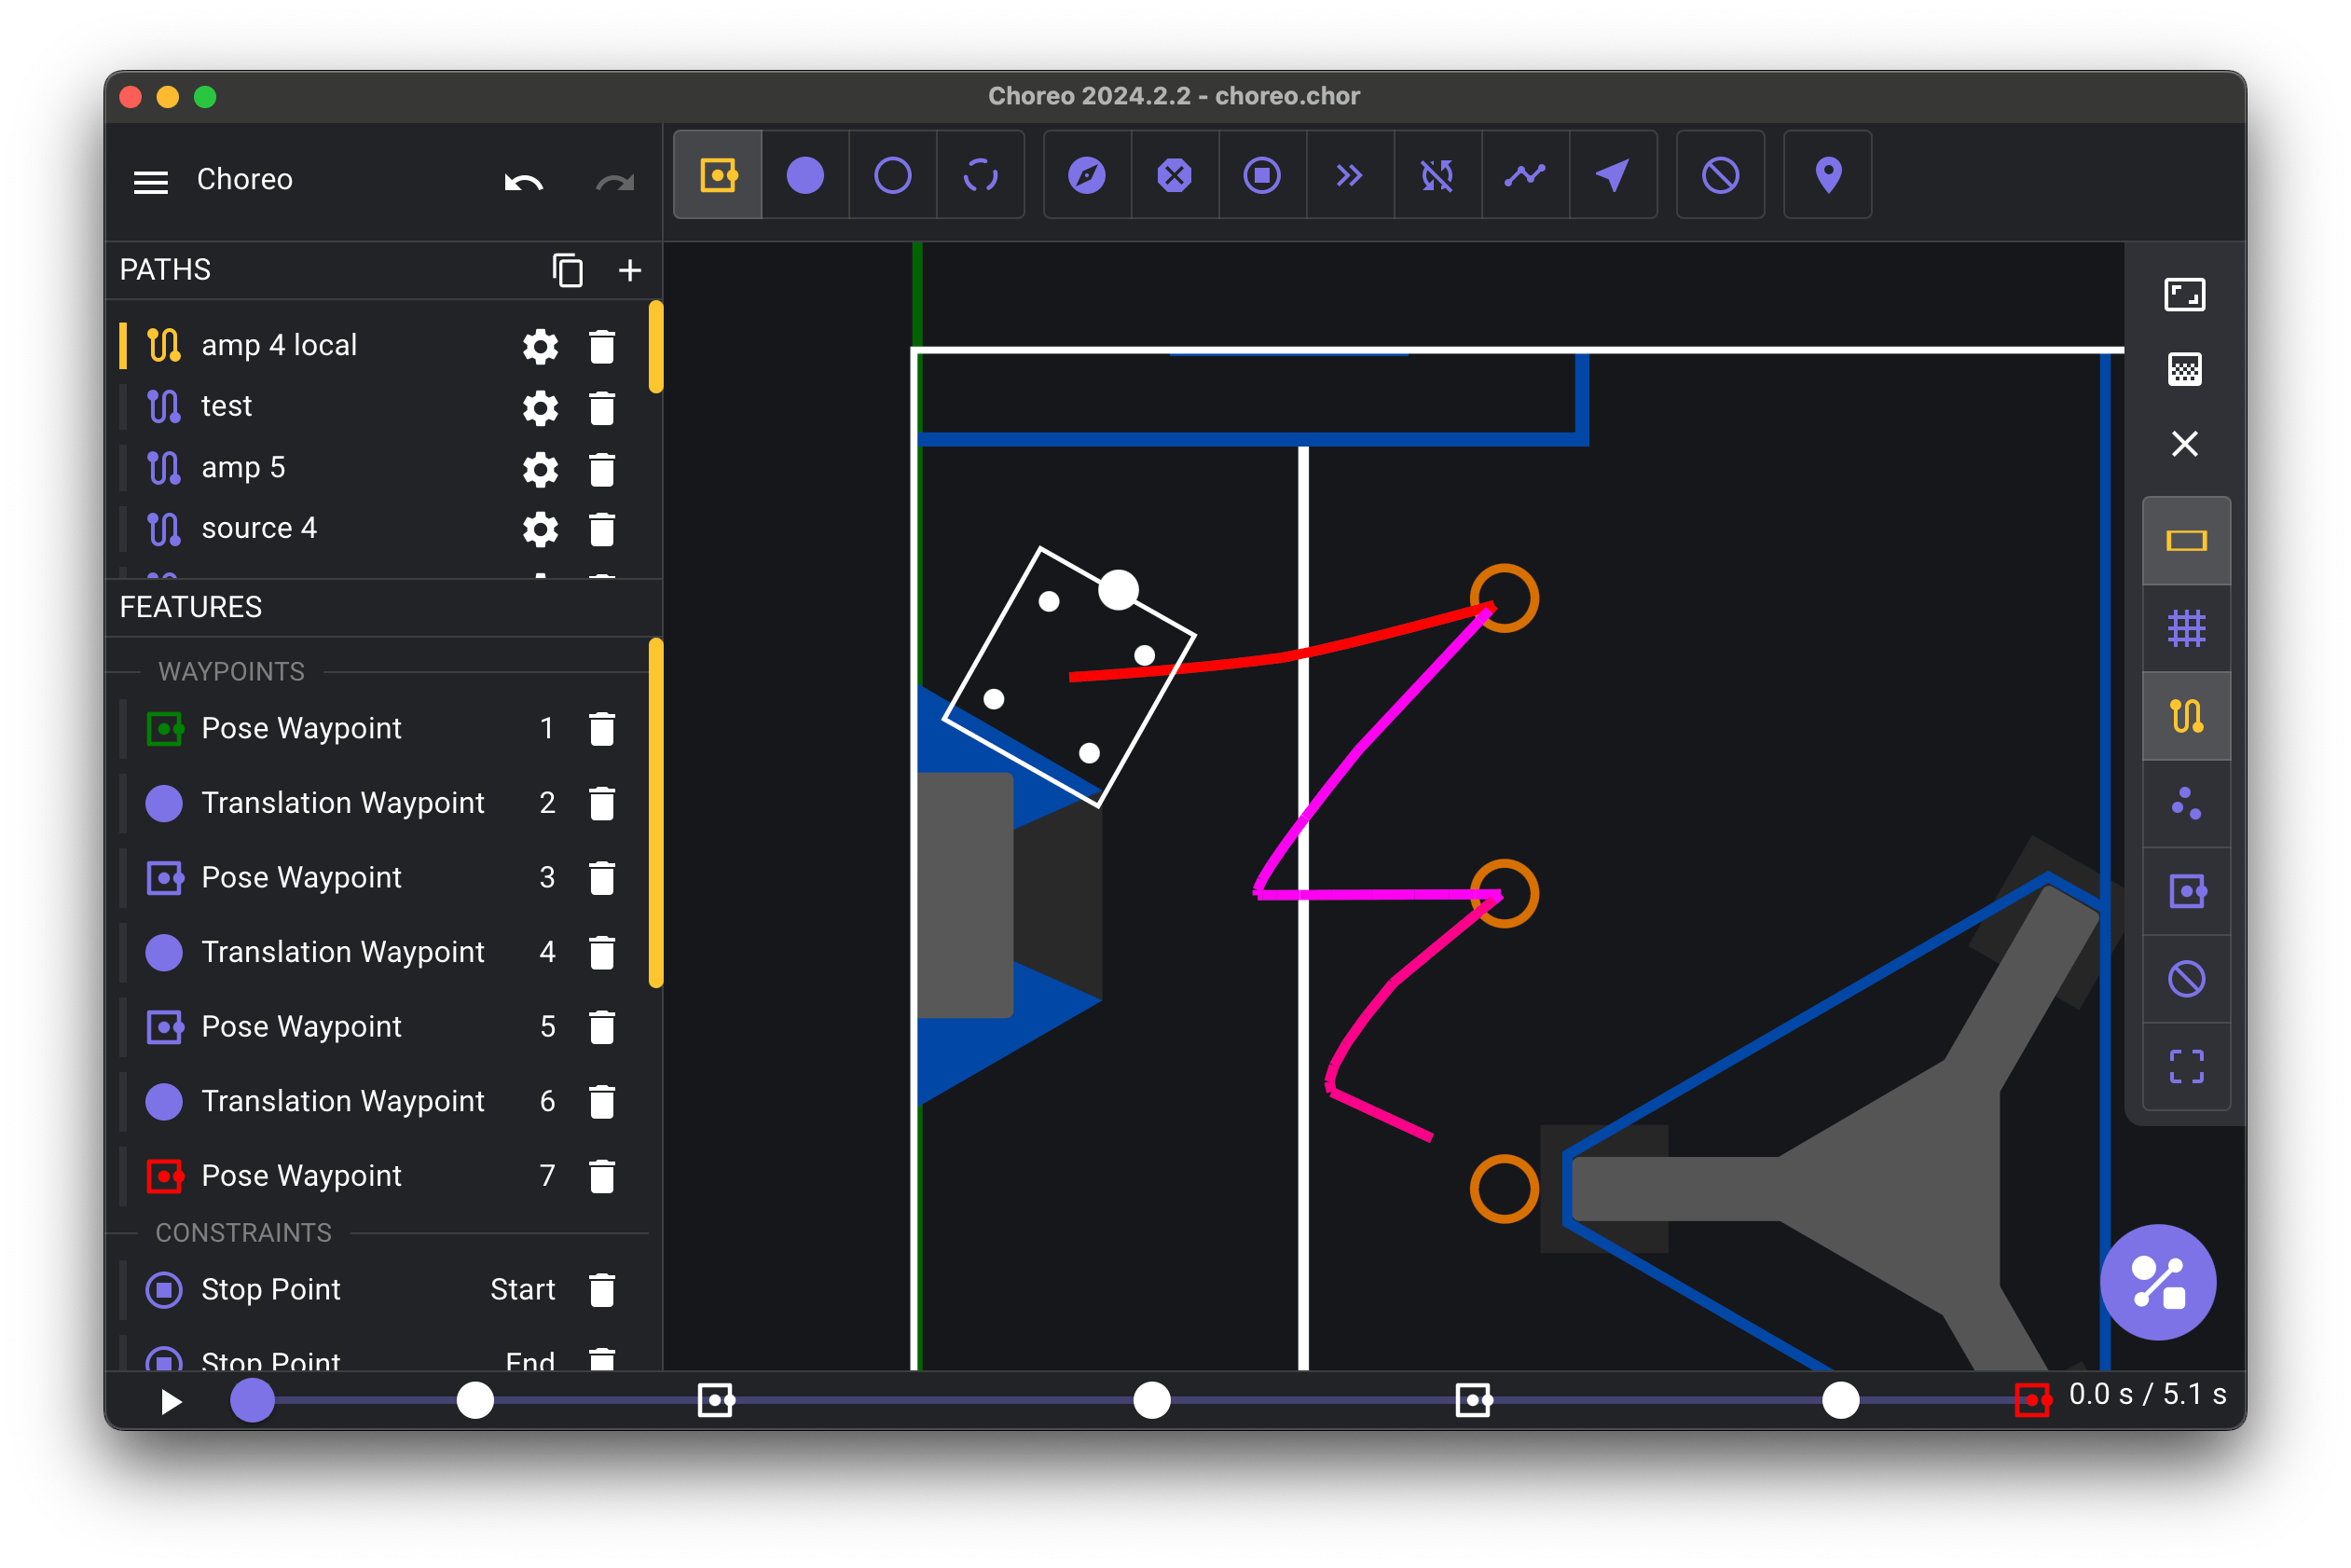 Choreo 2024.2.2 - choreo.chor
Choreo
PATHS
amp 4 local
test
amp 5
source 4
FEATURES
WAYPOINTS
Pose Waypoint 1
Translation Waypoint 2
Pose Waypoint 3
Translation Waypoint 4
Pose Waypoint 5
Translation Waypoint 6
Pose Waypoint 7
CONSTRAINTS
Stop Point Start
Stop Point End
0.0 s / 5.1 s